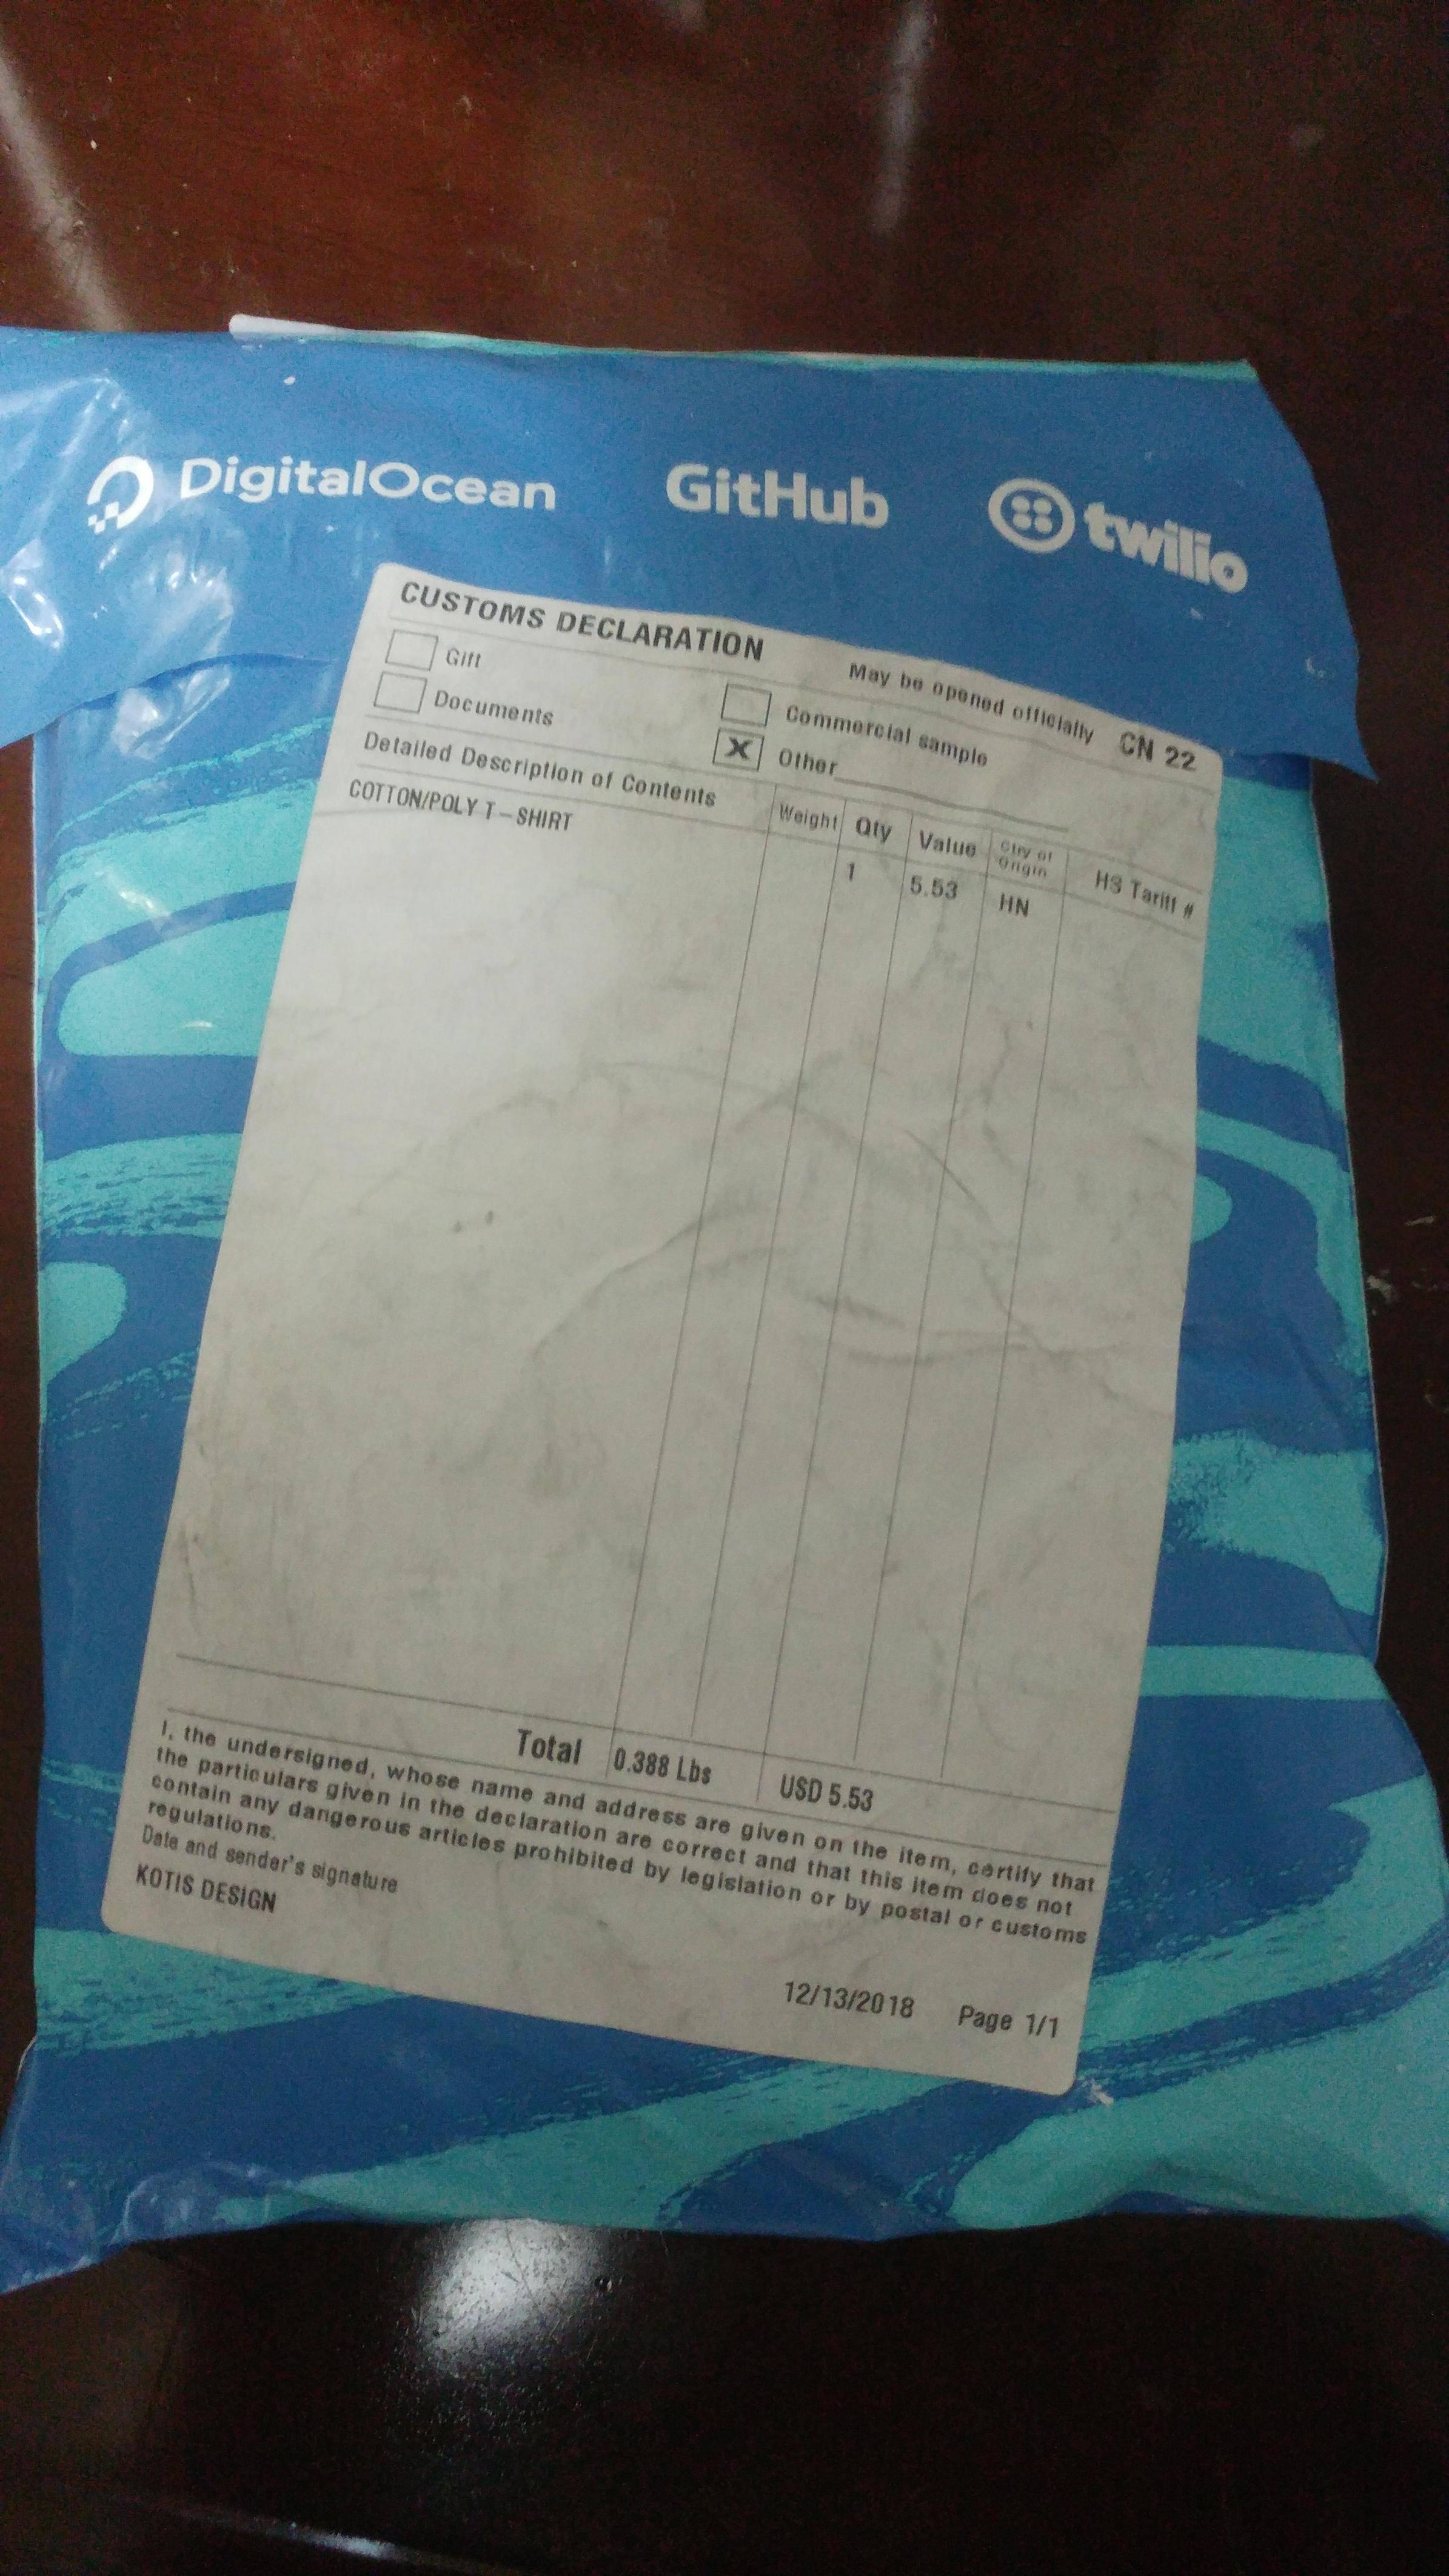 DigitalOcean GitHub twilio
CUSTOMS DECLARATION May be opened officially CN 22
Gift
Commercial sample
Documents
X Other
Detailed Description of Contents Weight Qty Value Ctry of Origin HS Tariff #
COTTON/POLY T-SHIRT 1 5.53 HN
Total 0.388 Lbs USD 5.53
I, the undersigned, whose name and address are given on the item, certify that
the particulars given in the declaration are correct and that this item does not
contain any dangerous articles prohibited by legislation or by postal or customs
regulations.
Date and sender's signature
KOTIS DESIGN
12/13/2018 Page 1/1